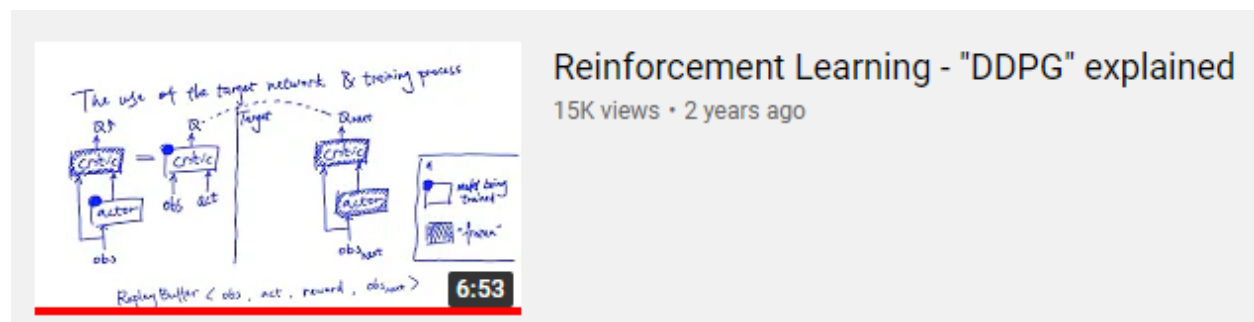 The use of the target network & training process
Q↑
Q
Target
Qnext
critic
=
critic
critic
actor
obs act
actor
model being
trained
"frozen"
obs
obsnext
Replay Buffer < obs, act, reward, obsnext >
6:53
Reinforcement Learning - "DDPG" explained
15K views • 2 years ago